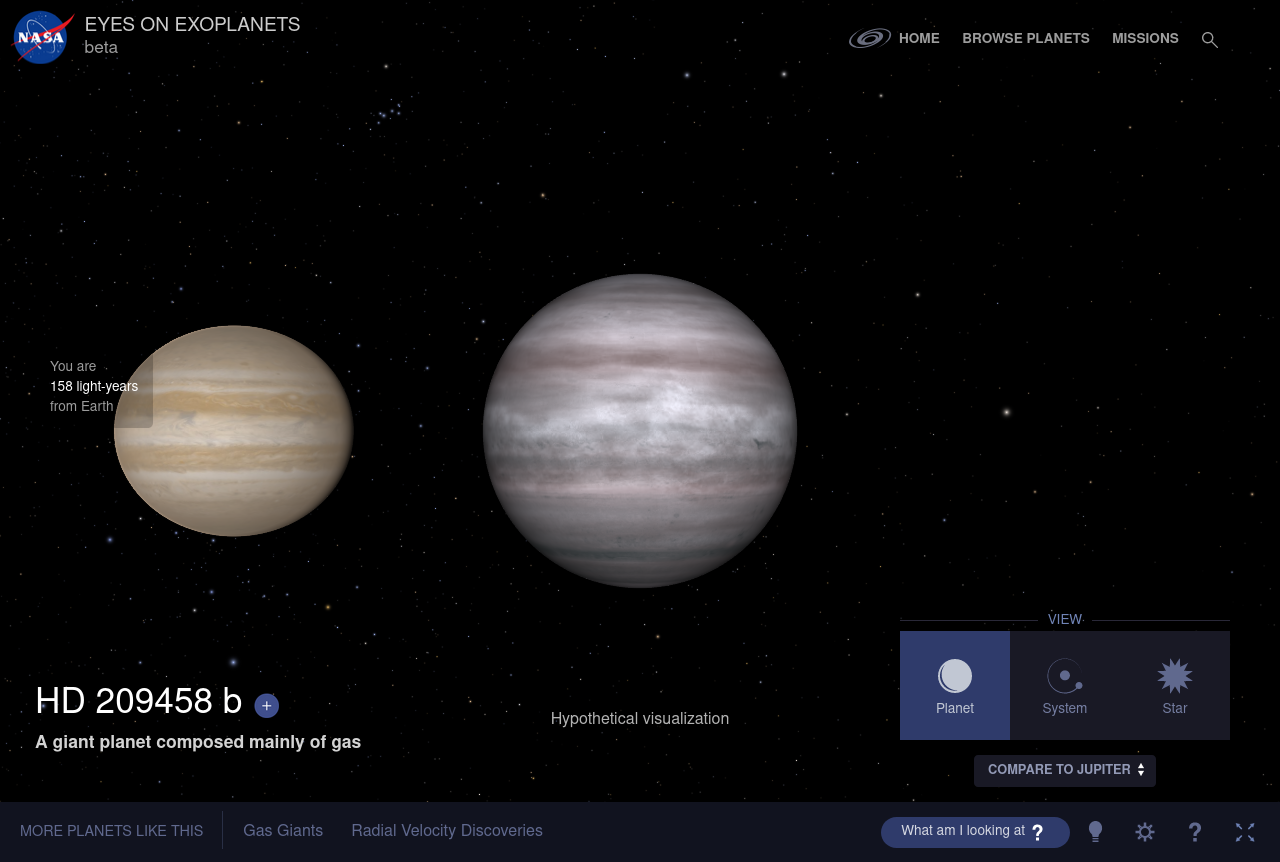 NASA
EYES ON EXOPLANETS
beta
HOME
BROWSE PLANETS
MISSIONS
You are
158 light-years
from Earth
HD 209458 b +
A giant planet composed mainly of gas
Hypothetical visualization
VIEW
Planet
System
Star
COMPARE TO JUPITER
MORE PLANETS LIKE THIS
Gas Giants
Radial Velocity Discoveries
What am I looking at ?
?